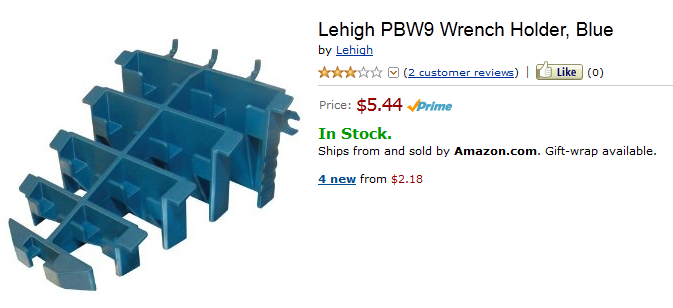 Lehigh PBW9 Wrench Holder, Blue
by Lehigh
(2 customer reviews) | Like (0)
Price: $5.44 Prime
In Stock.
Ships from and sold by Amazon.com. Gift-wrap available.
4 new from $2.18